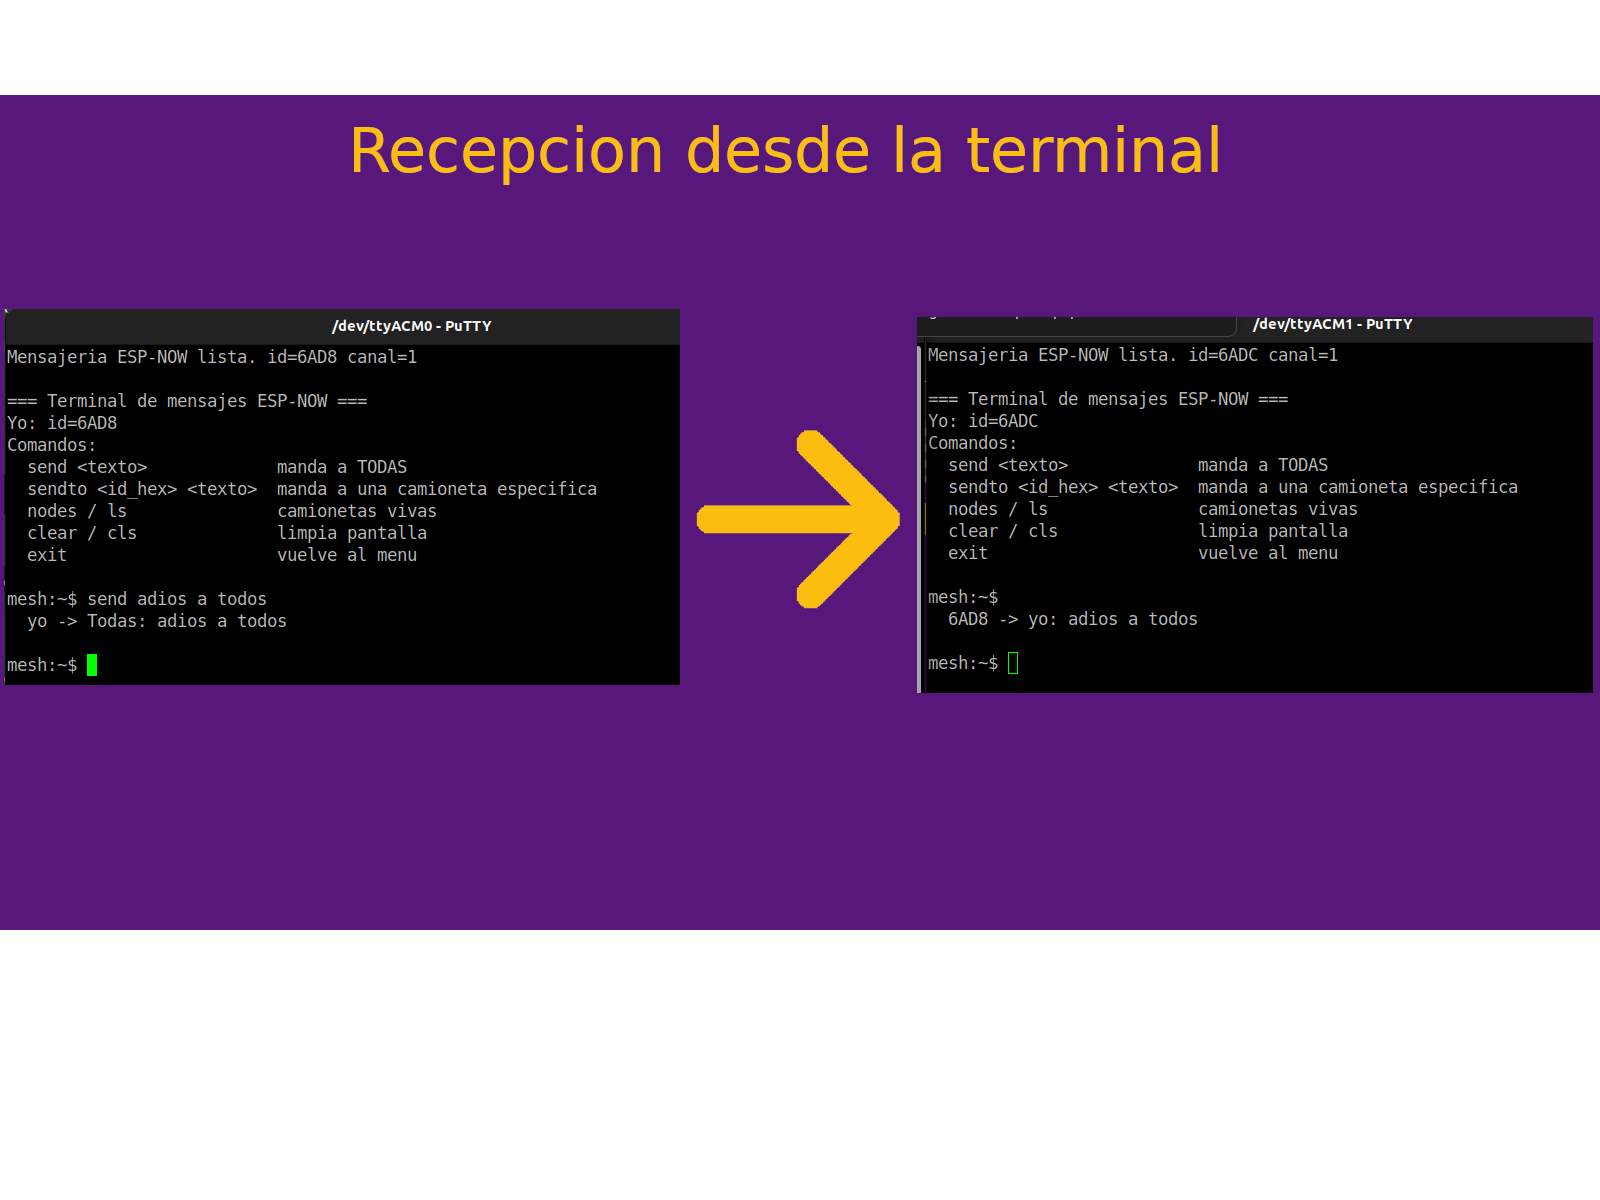 Recepcion desde la terminal
/dev/ttyACM0 - PuTTY
Mensajeria ESP-NOW lista. id=6AD8 canal=1
=== Terminal de mensajes ESP-NOW ===
Yo: id=6AD8
Comandos:
send <texto> manda a TODAS
sendto <id_hex> <texto> manda a una camioneta especifica
nodes / ls camionetas vivas
clear / cls limpia pantalla
exit vuelve al menu
mesh:~$ send adios a todos
yo -> Todas: adios a todos
mesh:~$
/dev/ttyACM1 - PuTTY
Mensajeria ESP-NOW lista. id=6ADC canal=1
=== Terminal de mensajes ESP-NOW ===
Yo: id=6ADC
Comandos:
send <texto> manda a TODAS
sendto <id_hex> <texto> manda a una camioneta especifica
nodes / ls camionetas vivas
clear / cls limpia pantalla
exit vuelve al menu
mesh:~$
6AD8 -> yo: adios a todos
mesh:~$